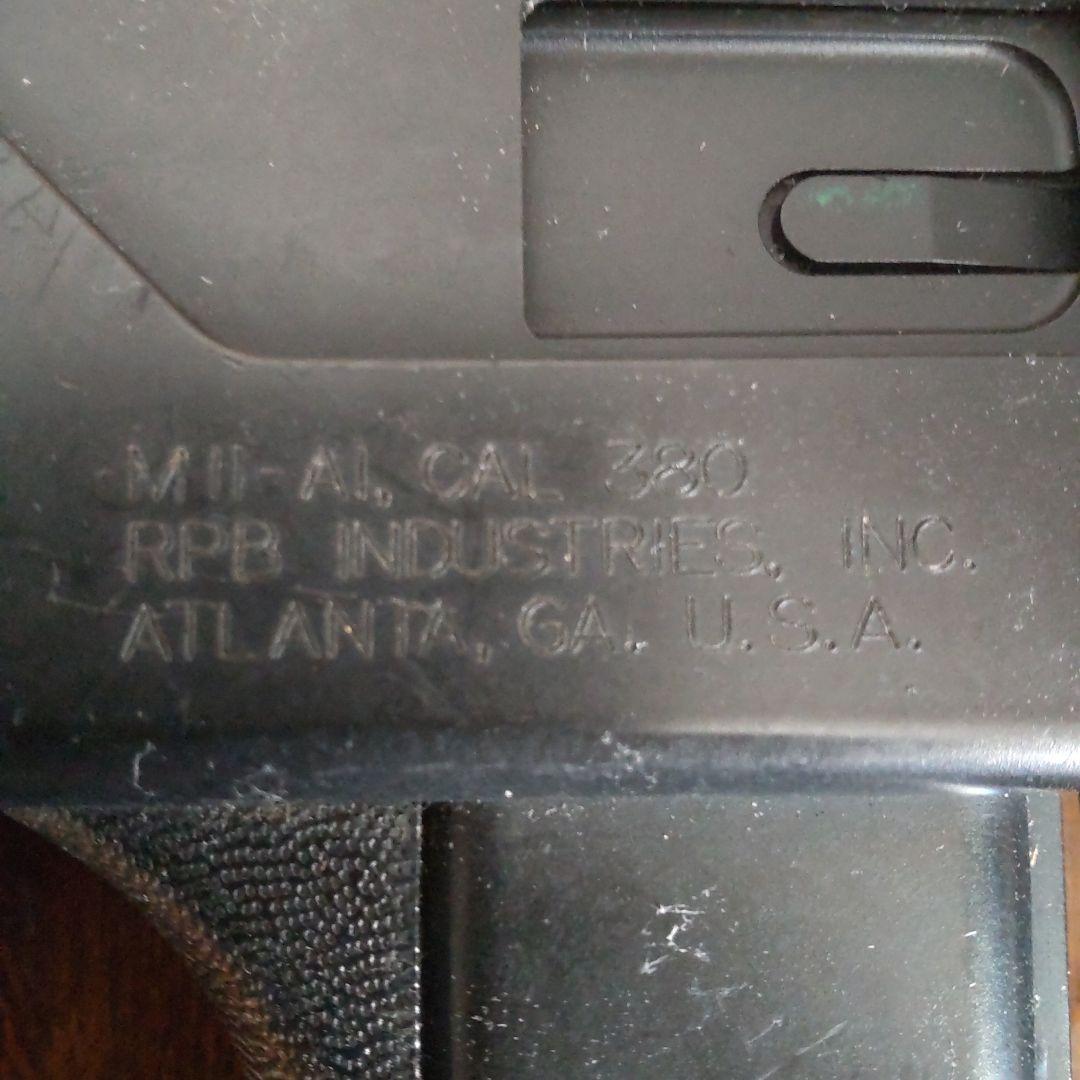 M11-A1, CAL 380
RPB INDUSTRIES, INC.
ATLANTA, GA. U.S.A.